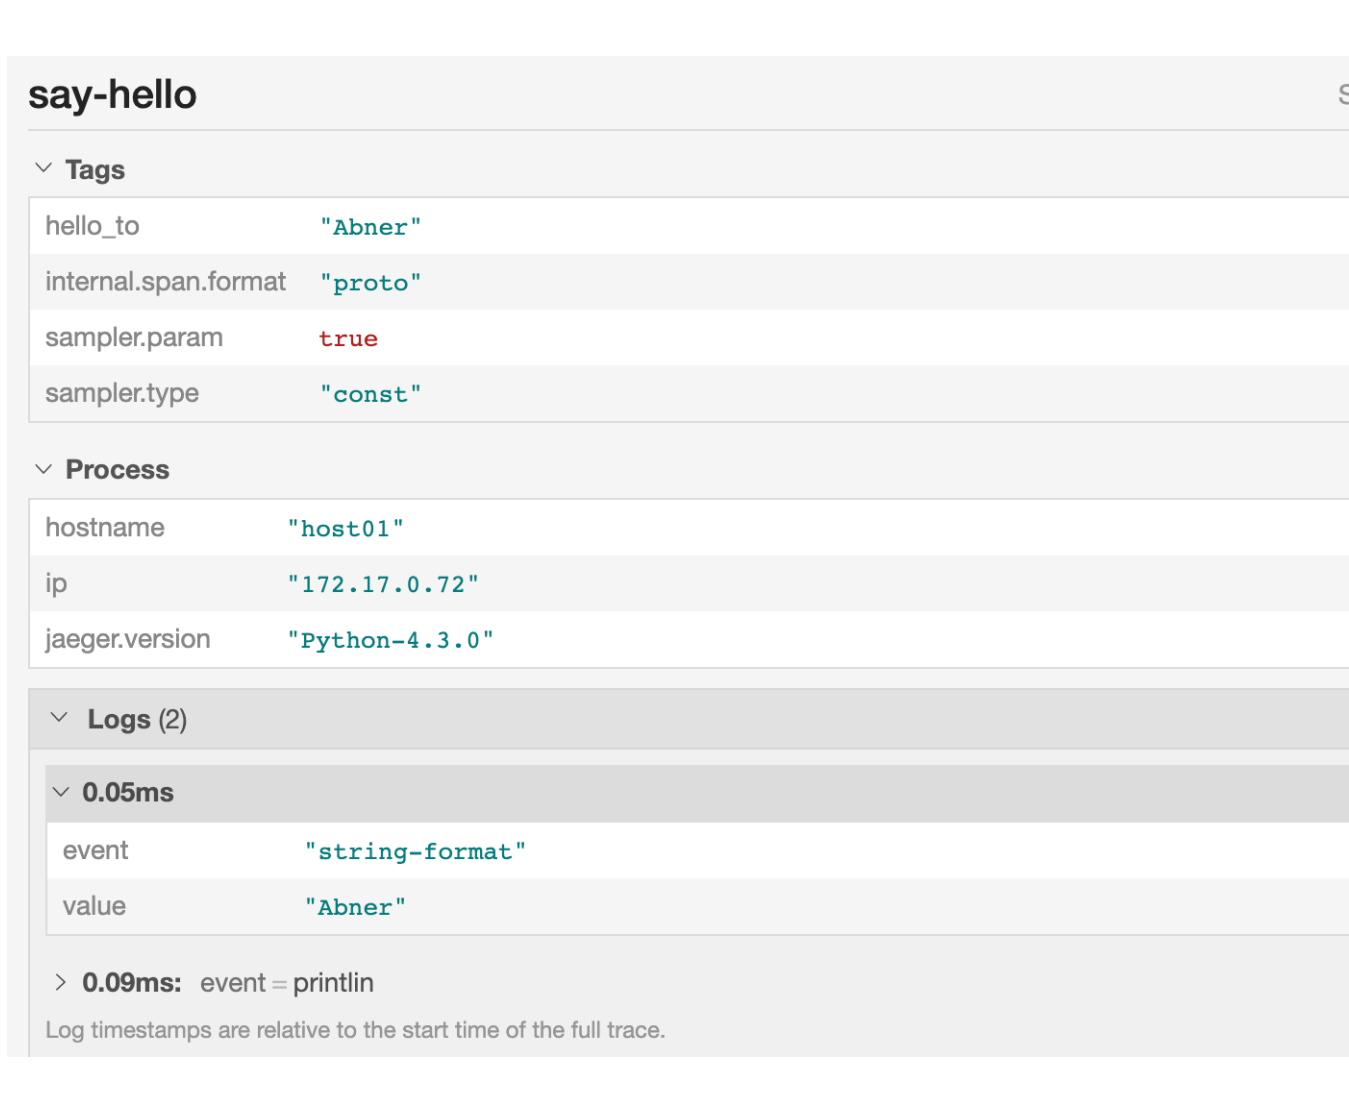 say-hello
S
Tags
hello_to "Abner"
internal.span.format "proto"
sampler.param true
sampler.type "const"
Process
hostname "host01"
ip "172.17.0.72"
jaeger.version "Python-4.3.0"
Logs (2)
0.05ms
event "string-format"
value "Abner"
0.09ms: event = println
Log timestamps are relative to the start time of the full trace.